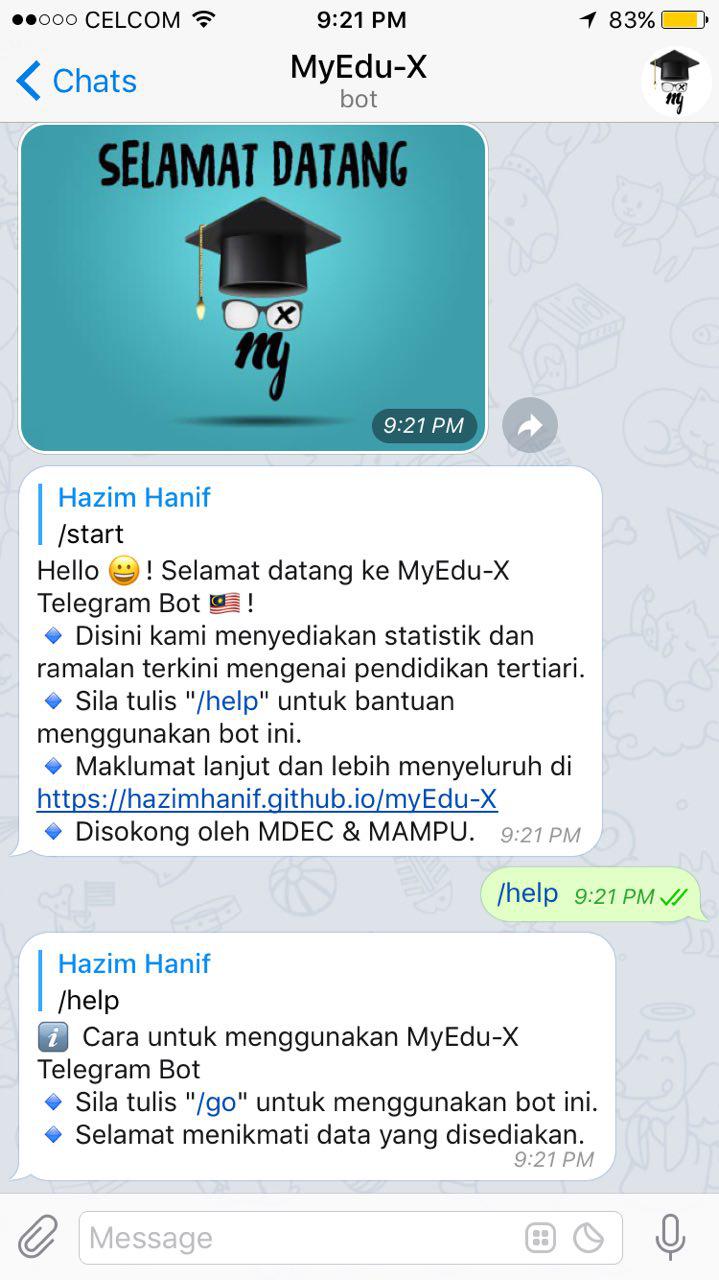 CELCOM 9:21 PM 83%
Chats MyEdu-X
bot
my
SELAMAT DATANG
X
my
9:21 PM
Hazim Hanif
/start
Hello 😀 ! Selamat datang ke MyEdu-X
Telegram Bot 🇲🇾 !
🔹 Disini kami menyediakan statistik dan
ramalan terkini mengenai pendidikan tertiari.
🔹 Sila tulis "/help" untuk bantuan
menggunakan bot ini.
🔹 Maklumat lanjut dan lebih menyeluruh di
https://hazimhanif.github.io/myEdu-X
🔹 Disokong oleh MDEC & MAMPU. 9:21 PM
/help 9:21 PM
Hazim Hanif
/help
ℹ️ Cara untuk menggunakan MyEdu-X
Telegram Bot
🔹 Sila tulis "/go" untuk menggunakan bot ini.
🔹 Selamat menikmati data yang disediakan.
9:21 PM
Message